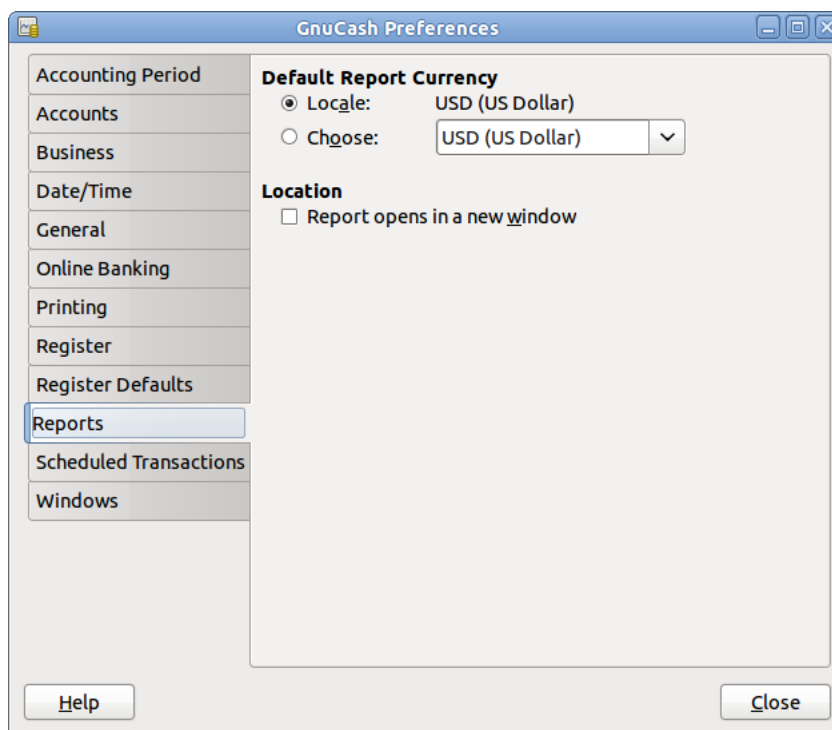 GnuCash Preferences
Accounting Period
Accounts
Business
Date/Time
General
Online Banking
Printing
Register
Register Defaults
Reports
Scheduled Transactions
Windows
Default Report Currency
Locale: USD (US Dollar)
Choose: USD (US Dollar)
Location
Report opens in a new window
Help
Close